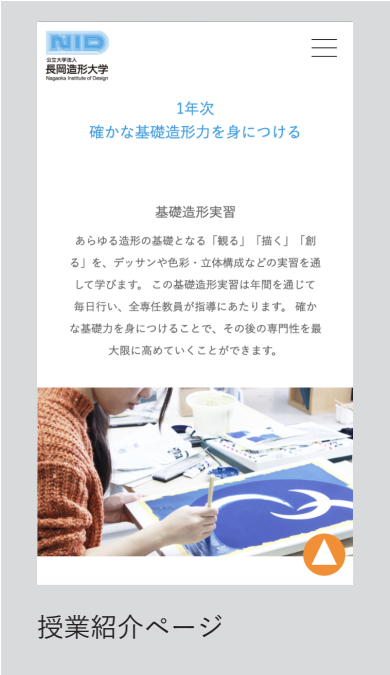 NID
公立大学法人
長岡造形大学
Nagaoka Institute of Design
1年次
確かな基礎造形力を身につける
基礎造形実習
あらゆる造形の基礎となる「観る」「描く」「創
る」を、デッサンや色彩・立体構成などの実習を通
して学びます。 この基礎造形実習は年間を通じて
毎日行い、全専任教員が指導にあたります。 確か
な基礎力を身につけることで、その後の専門性を最
大限に高めていくことができます。
授業紹介ページ